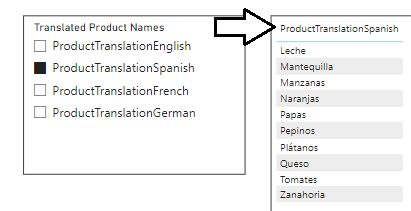 Translated Product Names
ProductTranslationEnglish
ProductTranslationSpanish
ProductTranslationFrench
ProductTranslationGerman
ProductTranslationSpanish
Leche
Mantequilla
Manzanas
Naranjas
Papas
Pepinos
Plátanos
Queso
Tomates
Zanahoria